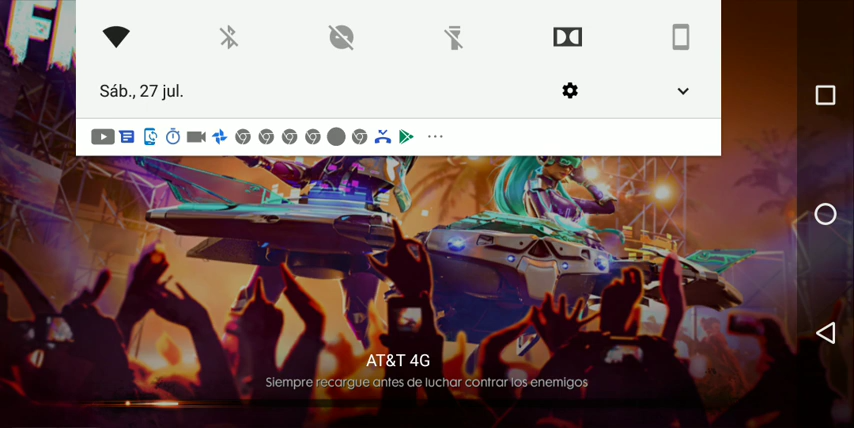 Sáb., 27 jul.
AT&T 4G
Siempre recargue antes de luchar contrar los enemigos